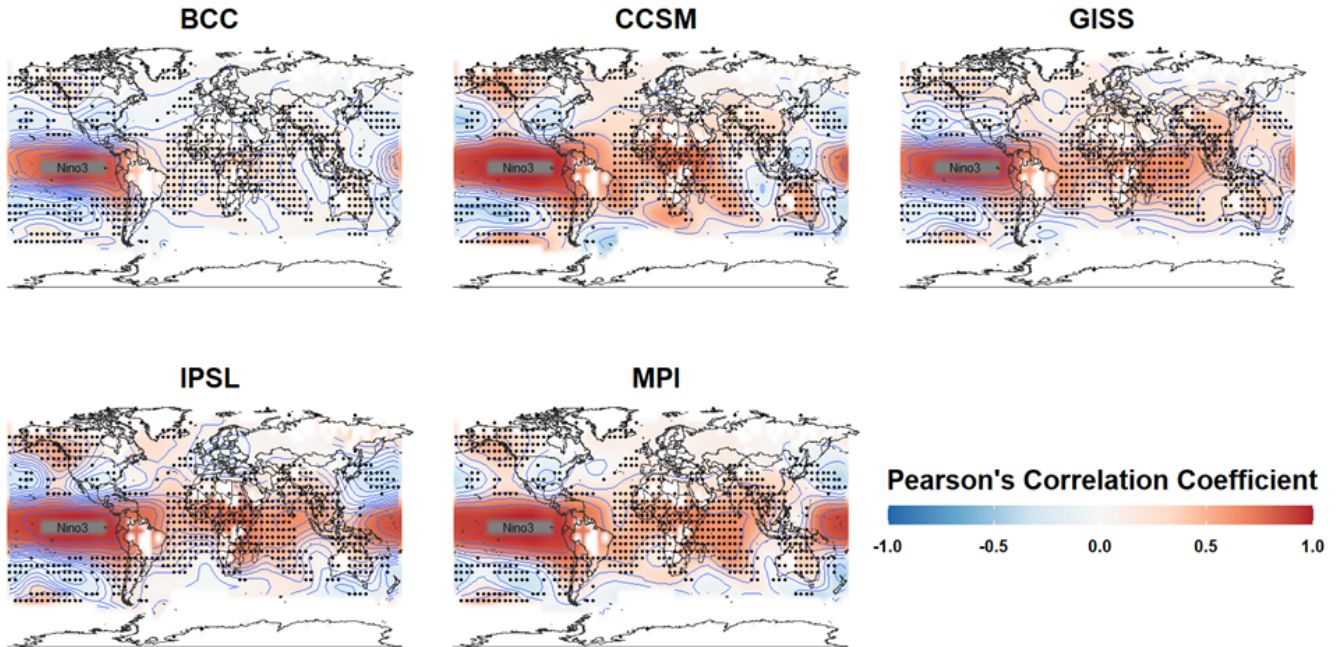 BCC
CCSM
GISS
Nino3
Nino3
Nino3
IPSL
MPI
Nino3
Nino3
Pearson's Correlation Coefficient
-1.0 -0.5 0.0 0.5 1.0